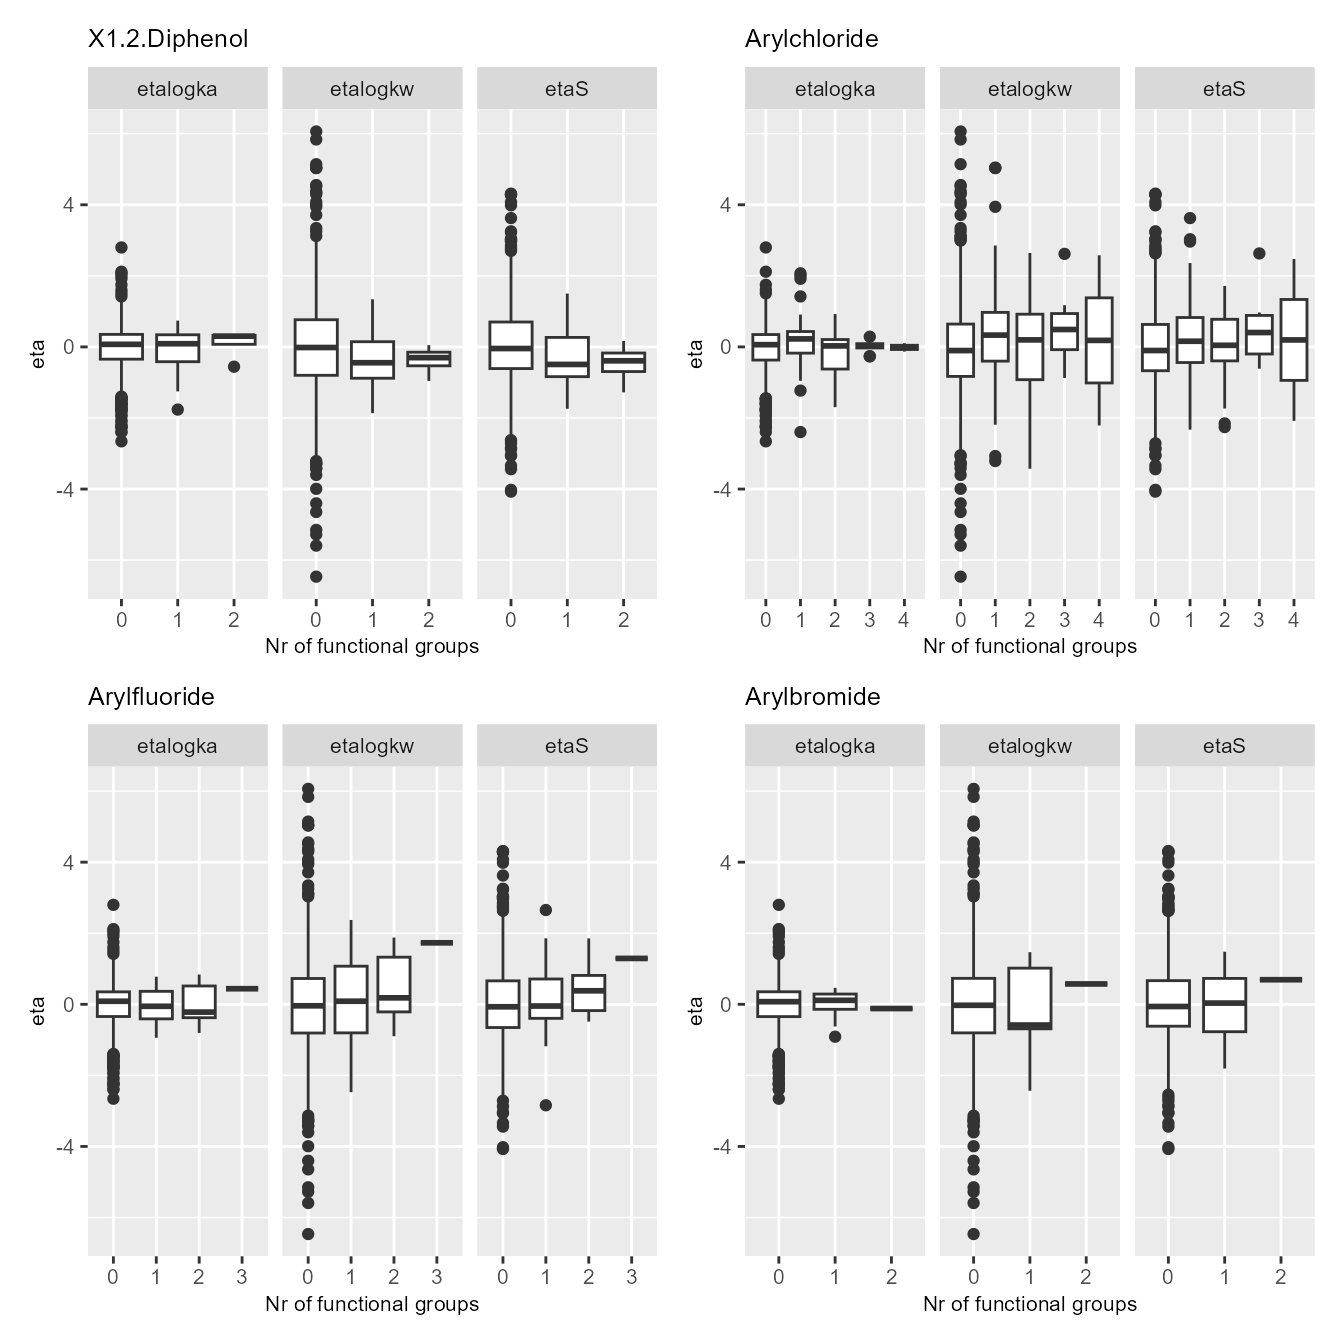 X1.2.Diphenol
etalogka etalogkw etaS
4
0
-4
eta
0 1 2 0 1 2 0 1 2
Nr of functional groups
Arylchloride
etalogka etalogkw etaS
4
0
-4
eta
0 1 2 3 4 0 1 2 3 4 0 1 2 3 4
Nr of functional groups
Arylfluoride
etalogka etalogkw etaS
4
0
-4
eta
0 1 2 3 0 1 2 3 0 1 2 3
Nr of functional groups
Arylbromide
etalogka etalogkw etaS
4
0
-4
eta
0 1 2 0 1 2 0 1 2
Nr of functional groups